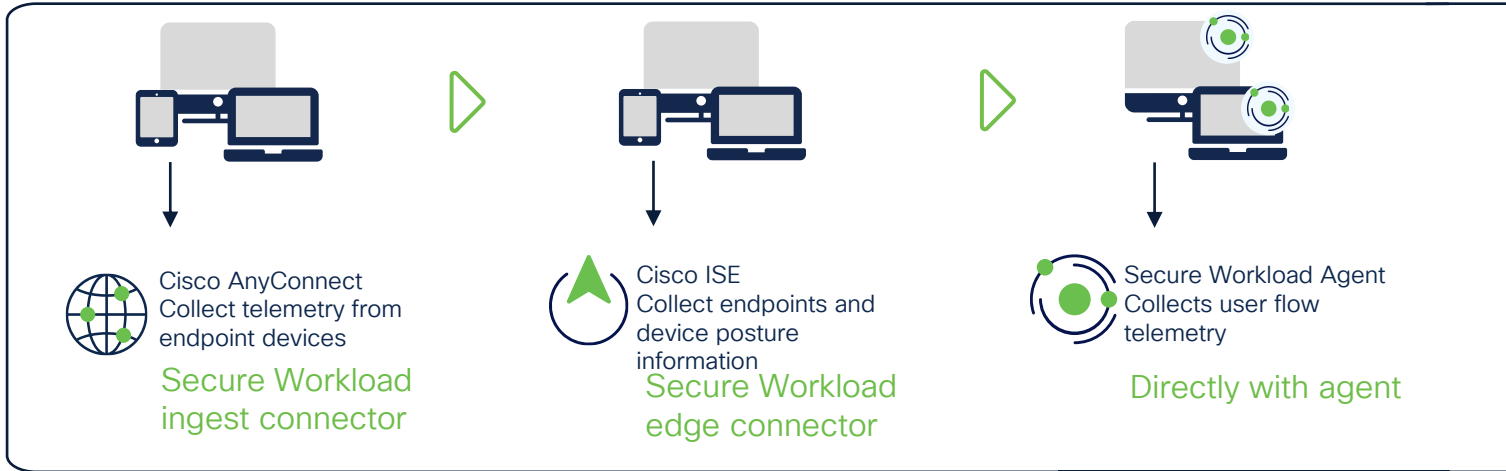 Cisco AnyConnect
Collect telemetry from
endpoint devices
Secure Workload
ingest connector
Cisco ISE
Collect endpoints and
device posture
information
Secure Workload
edge connector
Secure Workload Agent
Collects user flow
telemetry
Directly with agent